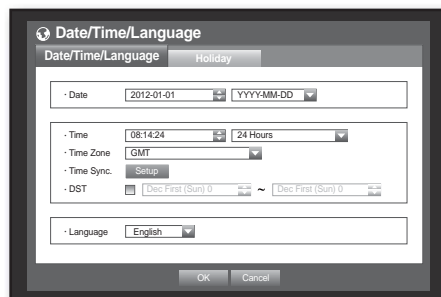 Date/Time/Language
Date/Time/Language Holiday
· Date 2012-01-01 YYYY-MM-DD
· Time 08:14:24 24 Hours
· Time Zone GMT
· Time Sync. Setup
· DST Dec First (Sun) 0 ~ Dec First (Sun) 0
· Language English
OK Cancel